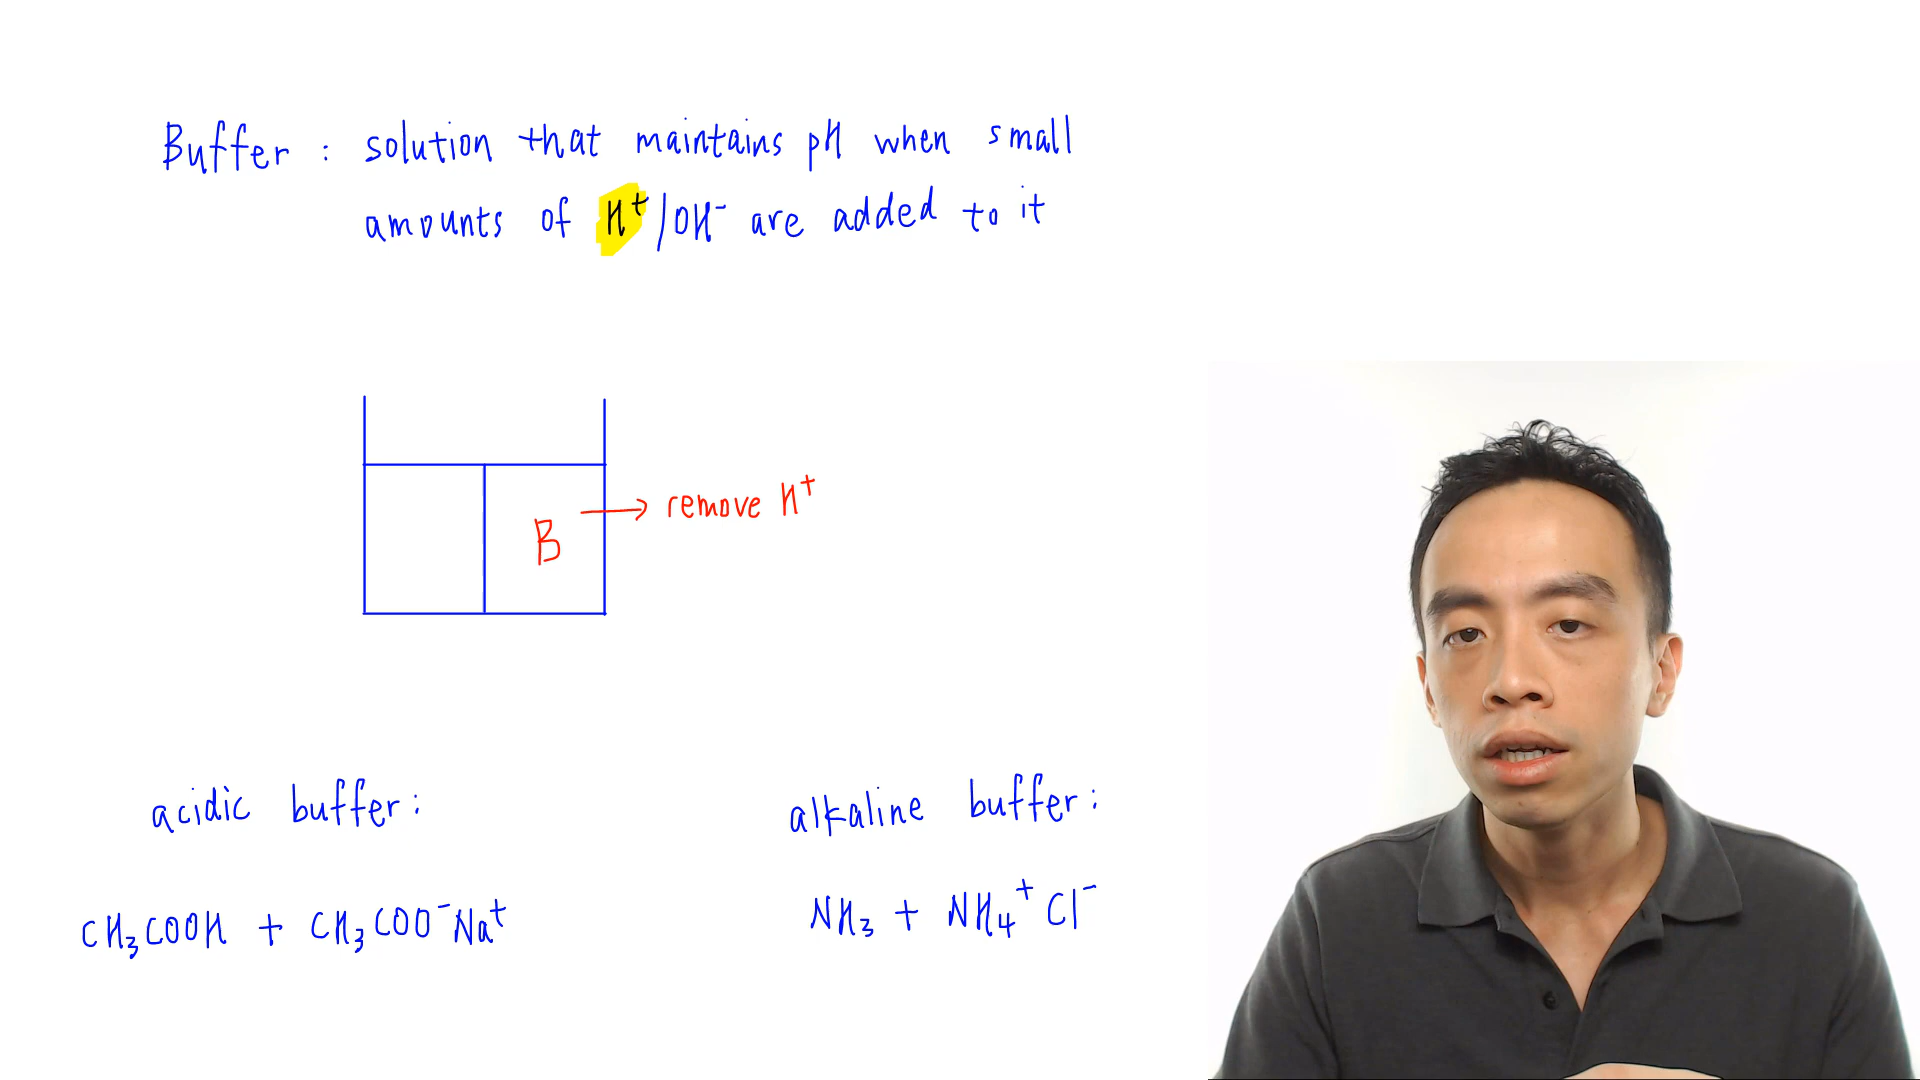 Buffer : solution that maintains pH when small
amounts of H⁺/OH⁻ are added to it
B → remove H⁺
acidic buffer:
CH₃COOH + CH₃COO⁻Na⁺
alkaline buffer:
NH₃ + NH₄⁺Cl⁻